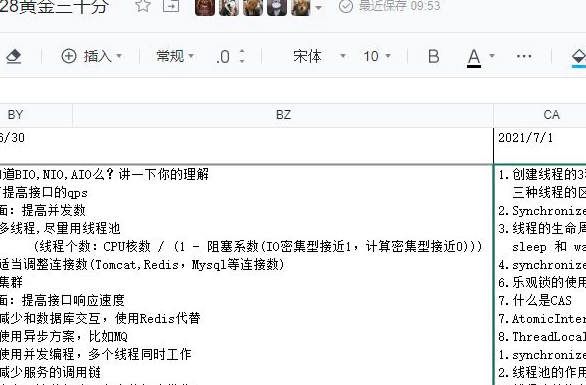 28黄金三十分
最近保存 09:53
插入
常规
.0
宋体
10
B
A
BY
BZ
CA
6/30
2021/7/1
道BIO,NIO,AIO么？讲一下你的理解
提高接口的qps
面：提高并发数
多线程,尽量用线程池
(线程个数：CPU核数 / (1 - 阻塞系数(IO密集型接近1，计算密集型接近0)))
适当调整连接数(Tomcat,Redis，Mysql等连接数)
集群
面：提高接口响应速度
减少和数据库交互，使用Redis代替
使用异步方案，比如MQ
使用并发编程，多个线程同时工作
减少服务的调用链
1.创建线程的3
三种线程的区
2.Synchronize
3.线程的生命周
sleep 和 wa
4.synchronize
6.乐观锁的使用
7.什么是CAS
7.AtomicInter
8.ThreadLocal
1.synchronize
2.线程池的作用